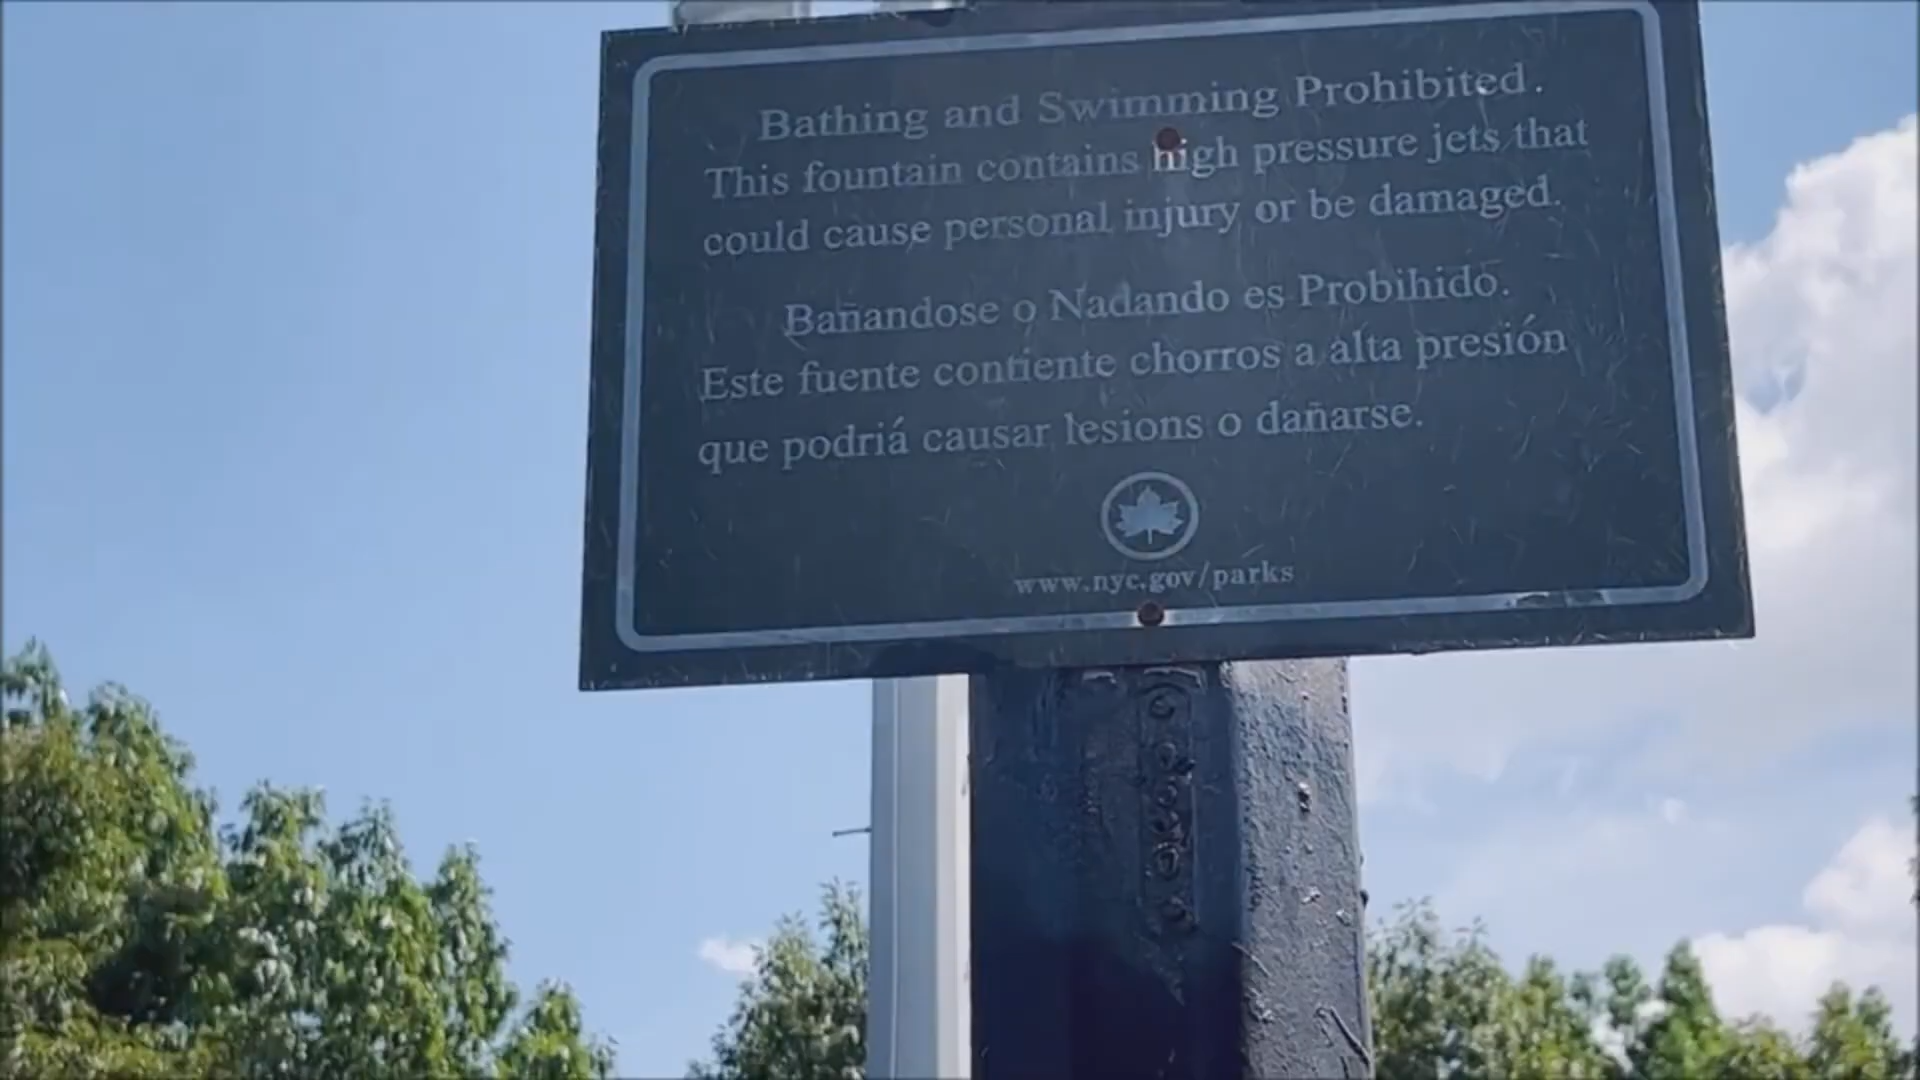 Bathing and Swimming Prohibited.
This fountain contains high pressure jets that
could cause personal injury or be damaged.
Bañandose o Nadando es Probihido.
Este fuente contiente chorros a alta presión
que podriá causar lesions o dañarse.
www.nyc.gov/parks